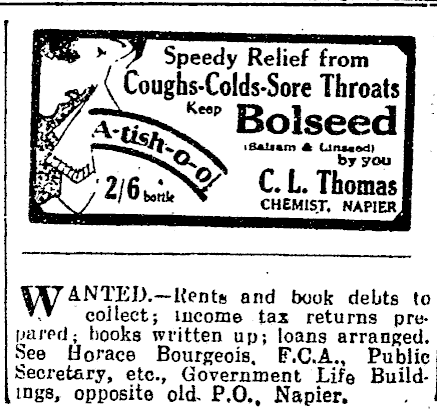 Speedy Relief from
Coughs-Colds-Sore Throats
Keep Bolseed
(Balsam & Linseed)
by you
A-tish-o-o!
2/6 bottle
C. L. Thomas
CHEMIST, NAPIER
WANTED.—Rents and book debts to
collect; income tax returns pre-
pared; books written up; loans arranged.
See Horace Bourgeois, F.C.A., Public
Secretary, etc., Government Life Build-
ings, opposite old P.O., Napier.